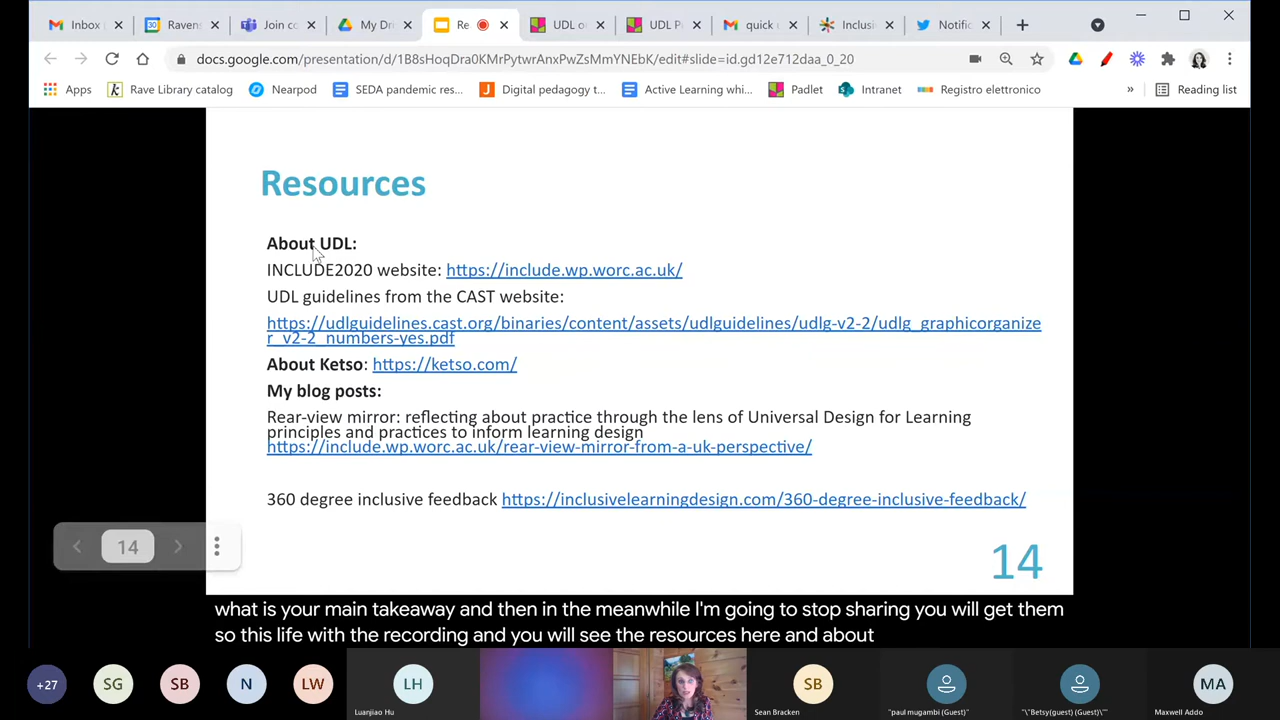 Inbox
Raven:
Join co
My Dr
Re
UDL o
UDL P
quick
Inclusi
Notific
docs.google.com/presentation/d/1B8sHoqDra0KMrPytwrAnxPwZsMmYNEbK/edit#slide=id.gd12e712daa_0_20
Apps
Rave Library catalog
Nearpod
SEDA pandemic res...
Digital pedagogy t...
Active Learning whi...
Padlet
Intranet
Registro elettronico
»
Reading list
Resources
About UDL:
INCLUDE2020 website: https://include.wp.worc.ac.uk/
UDL guidelines from the CAST website:
https://udlguidelines.cast.org/binaries/content/assets/udlguidelines/udlg-v2-2/udlg_graphicorganize
r_v2-2_numbers-yes.pdf
About Ketso: https://ketso.com/
My blog posts:
Rear-view mirror: reflecting about practice through the lens of Universal Design for Learning
principles and practices to inform learning design
https://include.wp.worc.ac.uk/rear-view-mirror-from-a-uk-perspective/
360 degree inclusive feedback https://inclusivelearningdesign.com/360-degree-inclusive-feedback/
14
14
what is your main takeaway and then in the meanwhile I'm going to stop sharing you will get them
so this life with the recording and you will see the resources here and about
+27
SG
SB
N
LW
LH
Luanjiao Hu
SB
Sean Bracken
"paul mugambi (Guest)"
"\"Betsy(guest) (Guest)\""
MA
Maxwell Addo